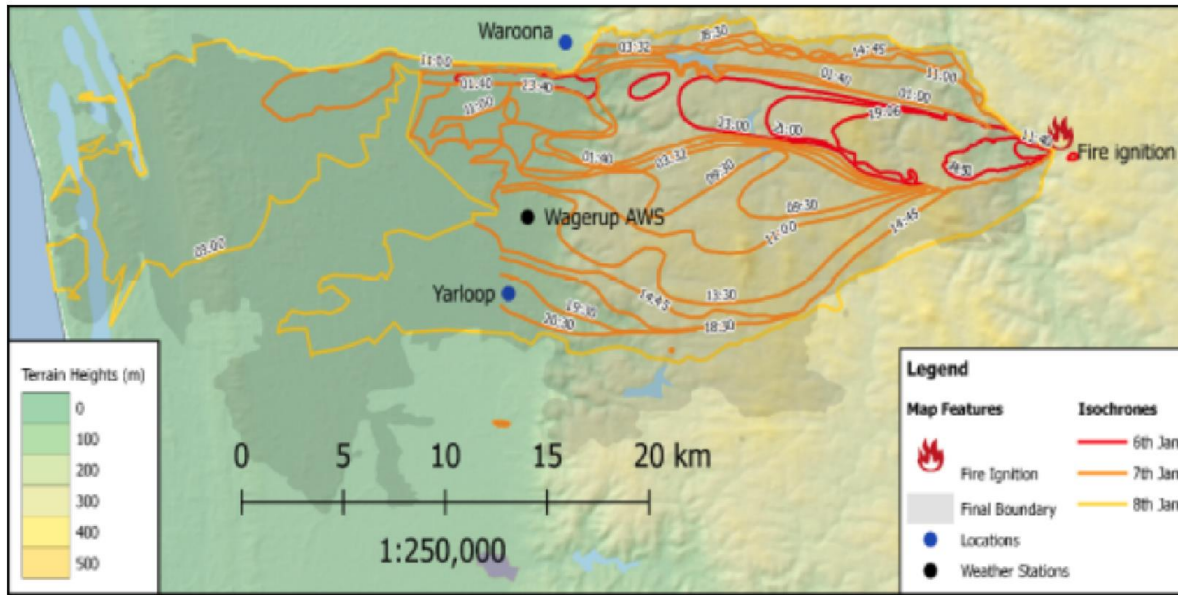 Waroona
11:00
03:32
18:30
14:45
11:00
01:40
23:40
01:40
01:00
11:00
19:06
23:00
21:00
11:40
Fire ignition
01:40
03:32
09:30
09:30
Wagerup AWS
11:00
14:45
03:00
Yarloop
14:45
13:30
19:30
20:30
18:30
Terrain Heights (m)
0
100
200
300
400
500
0 5 10 15 20 km
1:250,000
Legend
Map Features
Isochrones
Fire Ignition
6th Jan
Final Boundary
7th Jan
Locations
8th Jan
Weather Stations